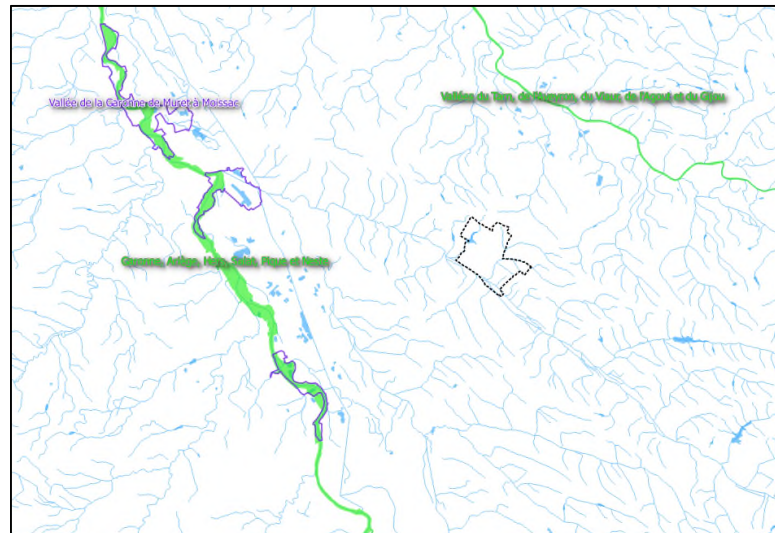 Vallées du Tarn, de l'Aveyron, du Viaur, de l'Agout et du Gijou
Vallée de la Garonne de Muret à Moissac
Garonne, Ariège, Hers, Salat, Pique et Neste